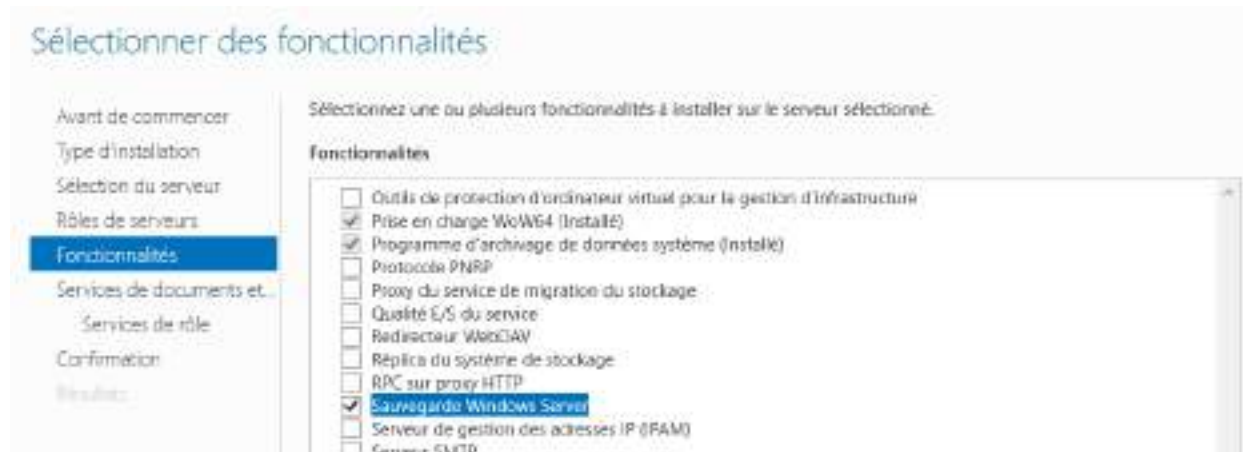 Sélectionner des fonctionnalités
Avant de commencer
Type d'installation
Sélection du serveur
Rôles de serveurs
Fonctionnalités
Services de documents et...
Services de rôle
Confirmation
Résultats
Sélectionnez une ou plusieurs fonctionnalités à installer sur le serveur sélectionné.
Fonctionnalités
Outils de protection d'ordinateur virtuel pour la gestion d'infrastructure
Prise en charge WoW64 (Installé)
Programme d'archivage de données système (Installé)
Protocole PNRP
Proxy du service de migration du stockage
Qualité E/S du service
Redirecteur WebDAV
Réplica du système de stockage
RPC sur proxy HTTP
Sauvegarde Windows Server
Serveur de gestion des adresses IP (IPAM)
Serveur SMTP